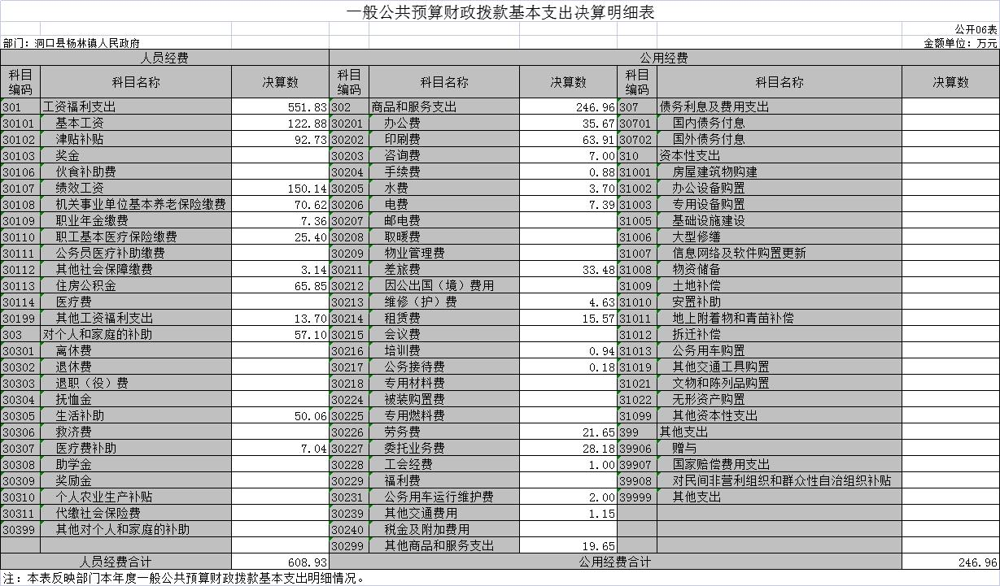 一般公共预算财政拨款基本支出决算明细表
公开06表
部门：洞口县杨林镇人民政府 金额单位：万元
人员经费 公用经费
科目编码 科目名称 决算数 科目编码 科目名称 决算数 科目编码 科目名称 决算数
301 工资福利支出 551.83 302 商品和服务支出 246.96 307 债务利息及费用支出
30101 基本工资 122.88 30201 办公费 35.67 30701 国内债务付息
30102 津贴补贴 92.73 30202 印刷费 63.91 30702 国外债务付息
30103 奖金 30203 咨询费 7.00 310 资本性支出
30106 伙食补助费 30204 手续费 0.88 31001 房屋建筑物购建
30107 绩效工资 150.14 30205 水费 3.70 31002 办公设备购置
30108 机关事业单位基本养老保险缴费 70.62 30206 电费 7.39 31003 专用设备购置
30109 职业年金缴费 7.36 30207 邮电费 31005 基础设施建设
30110 职工基本医疗保险缴费 25.40 30208 取暖费 31006 大型修缮
30111 公务员医疗补助缴费 30209 物业管理费 31007 信息网络及软件购置更新
30112 其他社会保障缴费 3.14 30211 差旅费 33.48 31008 物资储备
30113 住房公积金 65.85 30212 因公出国（境）费用 31009 土地补偿
30114 医疗费 30213 维修（护）费 4.63 31010 安置补助
30199 其他工资福利支出 13.70 30214 租赁费 15.57 31011 地上附着物和青苗补偿
303 对个人和家庭的补助 57.10 30215 会议费 31012 拆迁补偿
30301 离休费 30216 培训费 0.94 31013 公务用车购置
30302 退休费 30217 公务接待费 0.18 31019 其他交通工具购置
30303 退职（役）费 30218 专用材料费 31021 文物和陈列品购置
30304 抚恤金 30224 被装购置费 31022 无形资产购置
30305 生活补助 50.06 30225 专用燃料费 31099 其他资本性支出
30306 救济费 30226 劳务费 21.65 399 其他支出
30307 医疗费补助 7.04 30227 委托业务费 28.18 39906 赠与
30308 助学金 30228 工会经费 1.00 39907 国家赔偿费用支出
30309 奖励金 30229 福利费 39908 对民间非营利组织和群众性自治组织补贴
30310 个人农业生产补贴 30231 公务用车运行维护费 2.00 39999 其他支出
30311 代缴社会保险费 30239 其他交通费用 1.15
30399 其他对个人和家庭的补助 30240 税金及附加费用
30299 其他商品和服务支出 19.65
人员经费合计 608.93 公用经费合计 246.96
注：本表反映部门本年度一般公共预算财政拨款基本支出明细情况。